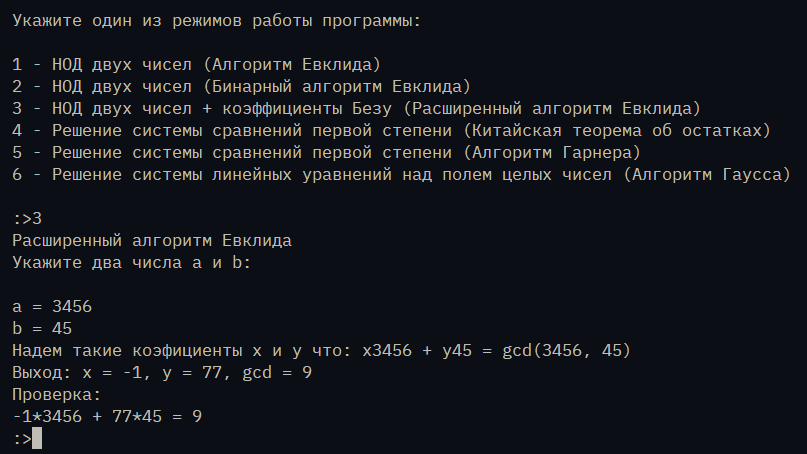 Укажите один из режимов работы программы:
1 - НОД двух чисел (Алгоритм Евклида)
2 - НОД двух чисел (Бинарный алгоритм Евклида)
3 - НОД двух чисел + коэффициенты Безу (Расширенный алгоритм Евклида)
4 - Решение системы сравнений первой степени (Китайская теорема об остатках)
5 - Решение системы сравнений первой степени (Алгоритм Гарнера)
6 - Решение системы линейных уравнений над полем целых чисел (Алгоритм Гаусса)
:>3
Расширенный алгоритм Евклида
Укажите два числа a и b:
a = 3456
b = 45
Надем такие коэфициенты x и y что: x3456 + y45 = gcd(3456, 45)
Выход: x = -1, y = 77, gcd = 9
Проверка:
-1*3456 + 77*45 = 9
:>